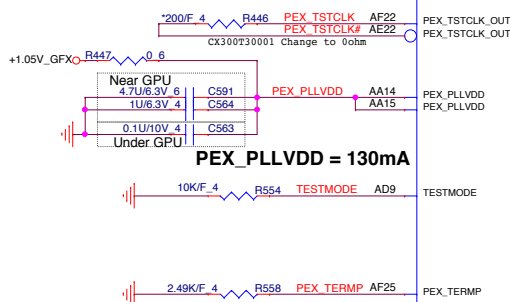 *200/F_4 R446 PEX_TSTCLK AF22 PEX_TSTCLK_OUT
PEX_TSTCLK# AE22 PEX_TSTCLK_OUT
CX300T30001 Change to 0ohm
+1.05V_GFX R447 0_6
Near GPU
4.7U/6.3V_6 C591 PEX_PLLVDD AA14 PEX_PLLVDD
1U/6.3V_4 C564 AA15 PEX_PLLVDD
0.1U/10V_4 C563
Under GPU
PEX_PLLVDD = 130mA
10K/F_4 R554 TESTMODE AD9 TESTMODE
2.49K/F_4 R558 PEX_TERMP AF25 PEX_TERMP